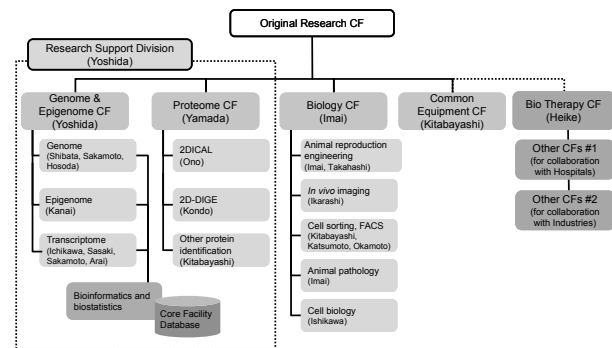 Original Research CF
Research Support Division
(Yoshida)
Genome &
Epigenome CF
(Yoshida)
Proteome CF
(Yamada)
Biology CF
(Imai)
Common
Equipment CF
(Kitabayashi)
Bio Therapy CF
(Heike)
Genome
(Shibata, Sakamoto,
Hosoda)
Epigenome
(Kanai)
Transcriptome
(Ichikawa, Sasaki,
Sakamoto, Arai)
Bioinformatics and
biostatistics
Core Facility
Database
2DICAL
(Ono)
2D-DIGE
(Kondo)
Other protein
identification
(Kitabayashi)
Animal reproduction
engineering
(Imai, Takahashi)
In vivo imaging
(Ikarashi)
Cell sorting, FACS
(Kitabayashi,
Katsumoto, Okamoto)
Animal pathology
(Imai)
Cell biology
(Ishikawa)
Other CFs #1
(for collaboration
with Hospitals)
Other CFs #2
(for collaboration
with Industries)